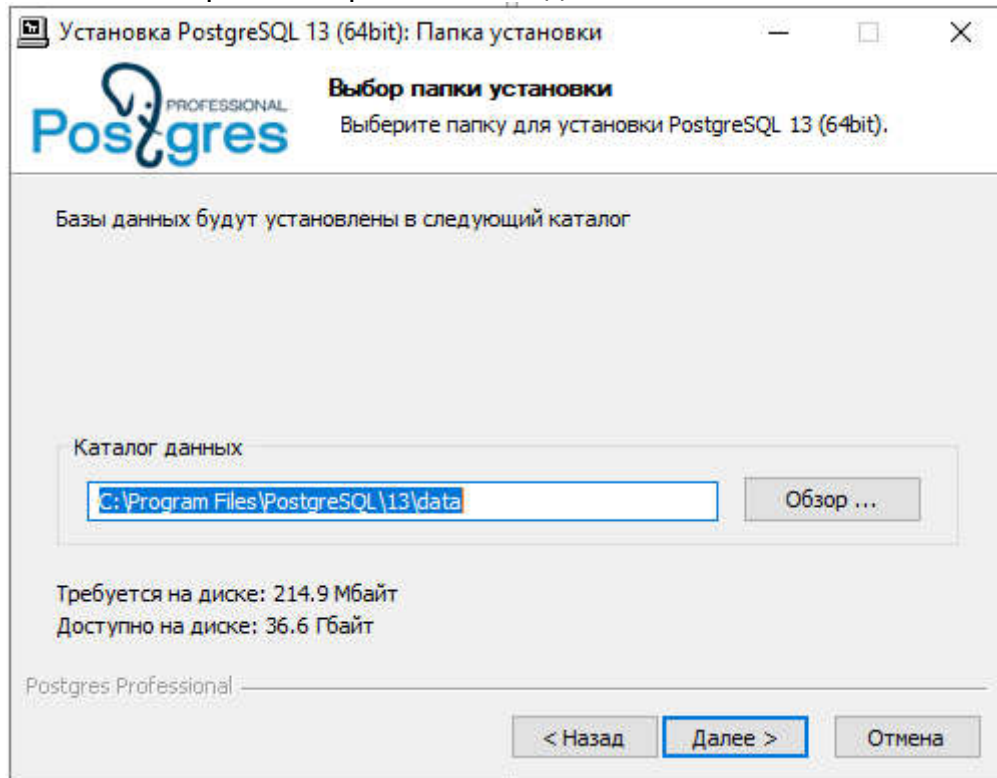 Установка PostgreSQL 13 (64bit): Папка установки
PROFESSIONAL
Postgres
Выбор папки установки
Выберите папку для установки PostgreSQL 13 (64bit).
Базы данных будут установлены в следующий каталог
Каталог данных
C:\Program Files\PostgreSQL\13\data
Обзор ...
Требуется на диске: 214.9 Мбайт
Доступно на диске: 36.6 Гбайт
Postgres Professional
< Назад
Далее >
Отмена